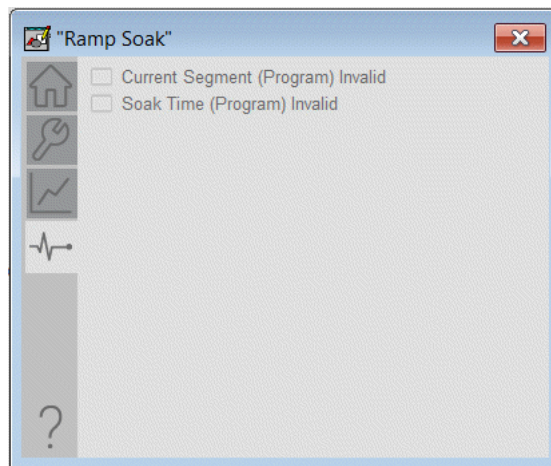 "Ramp Soak"
Current Segment (Program) Invalid
Soak Time (Program) Invalid
?